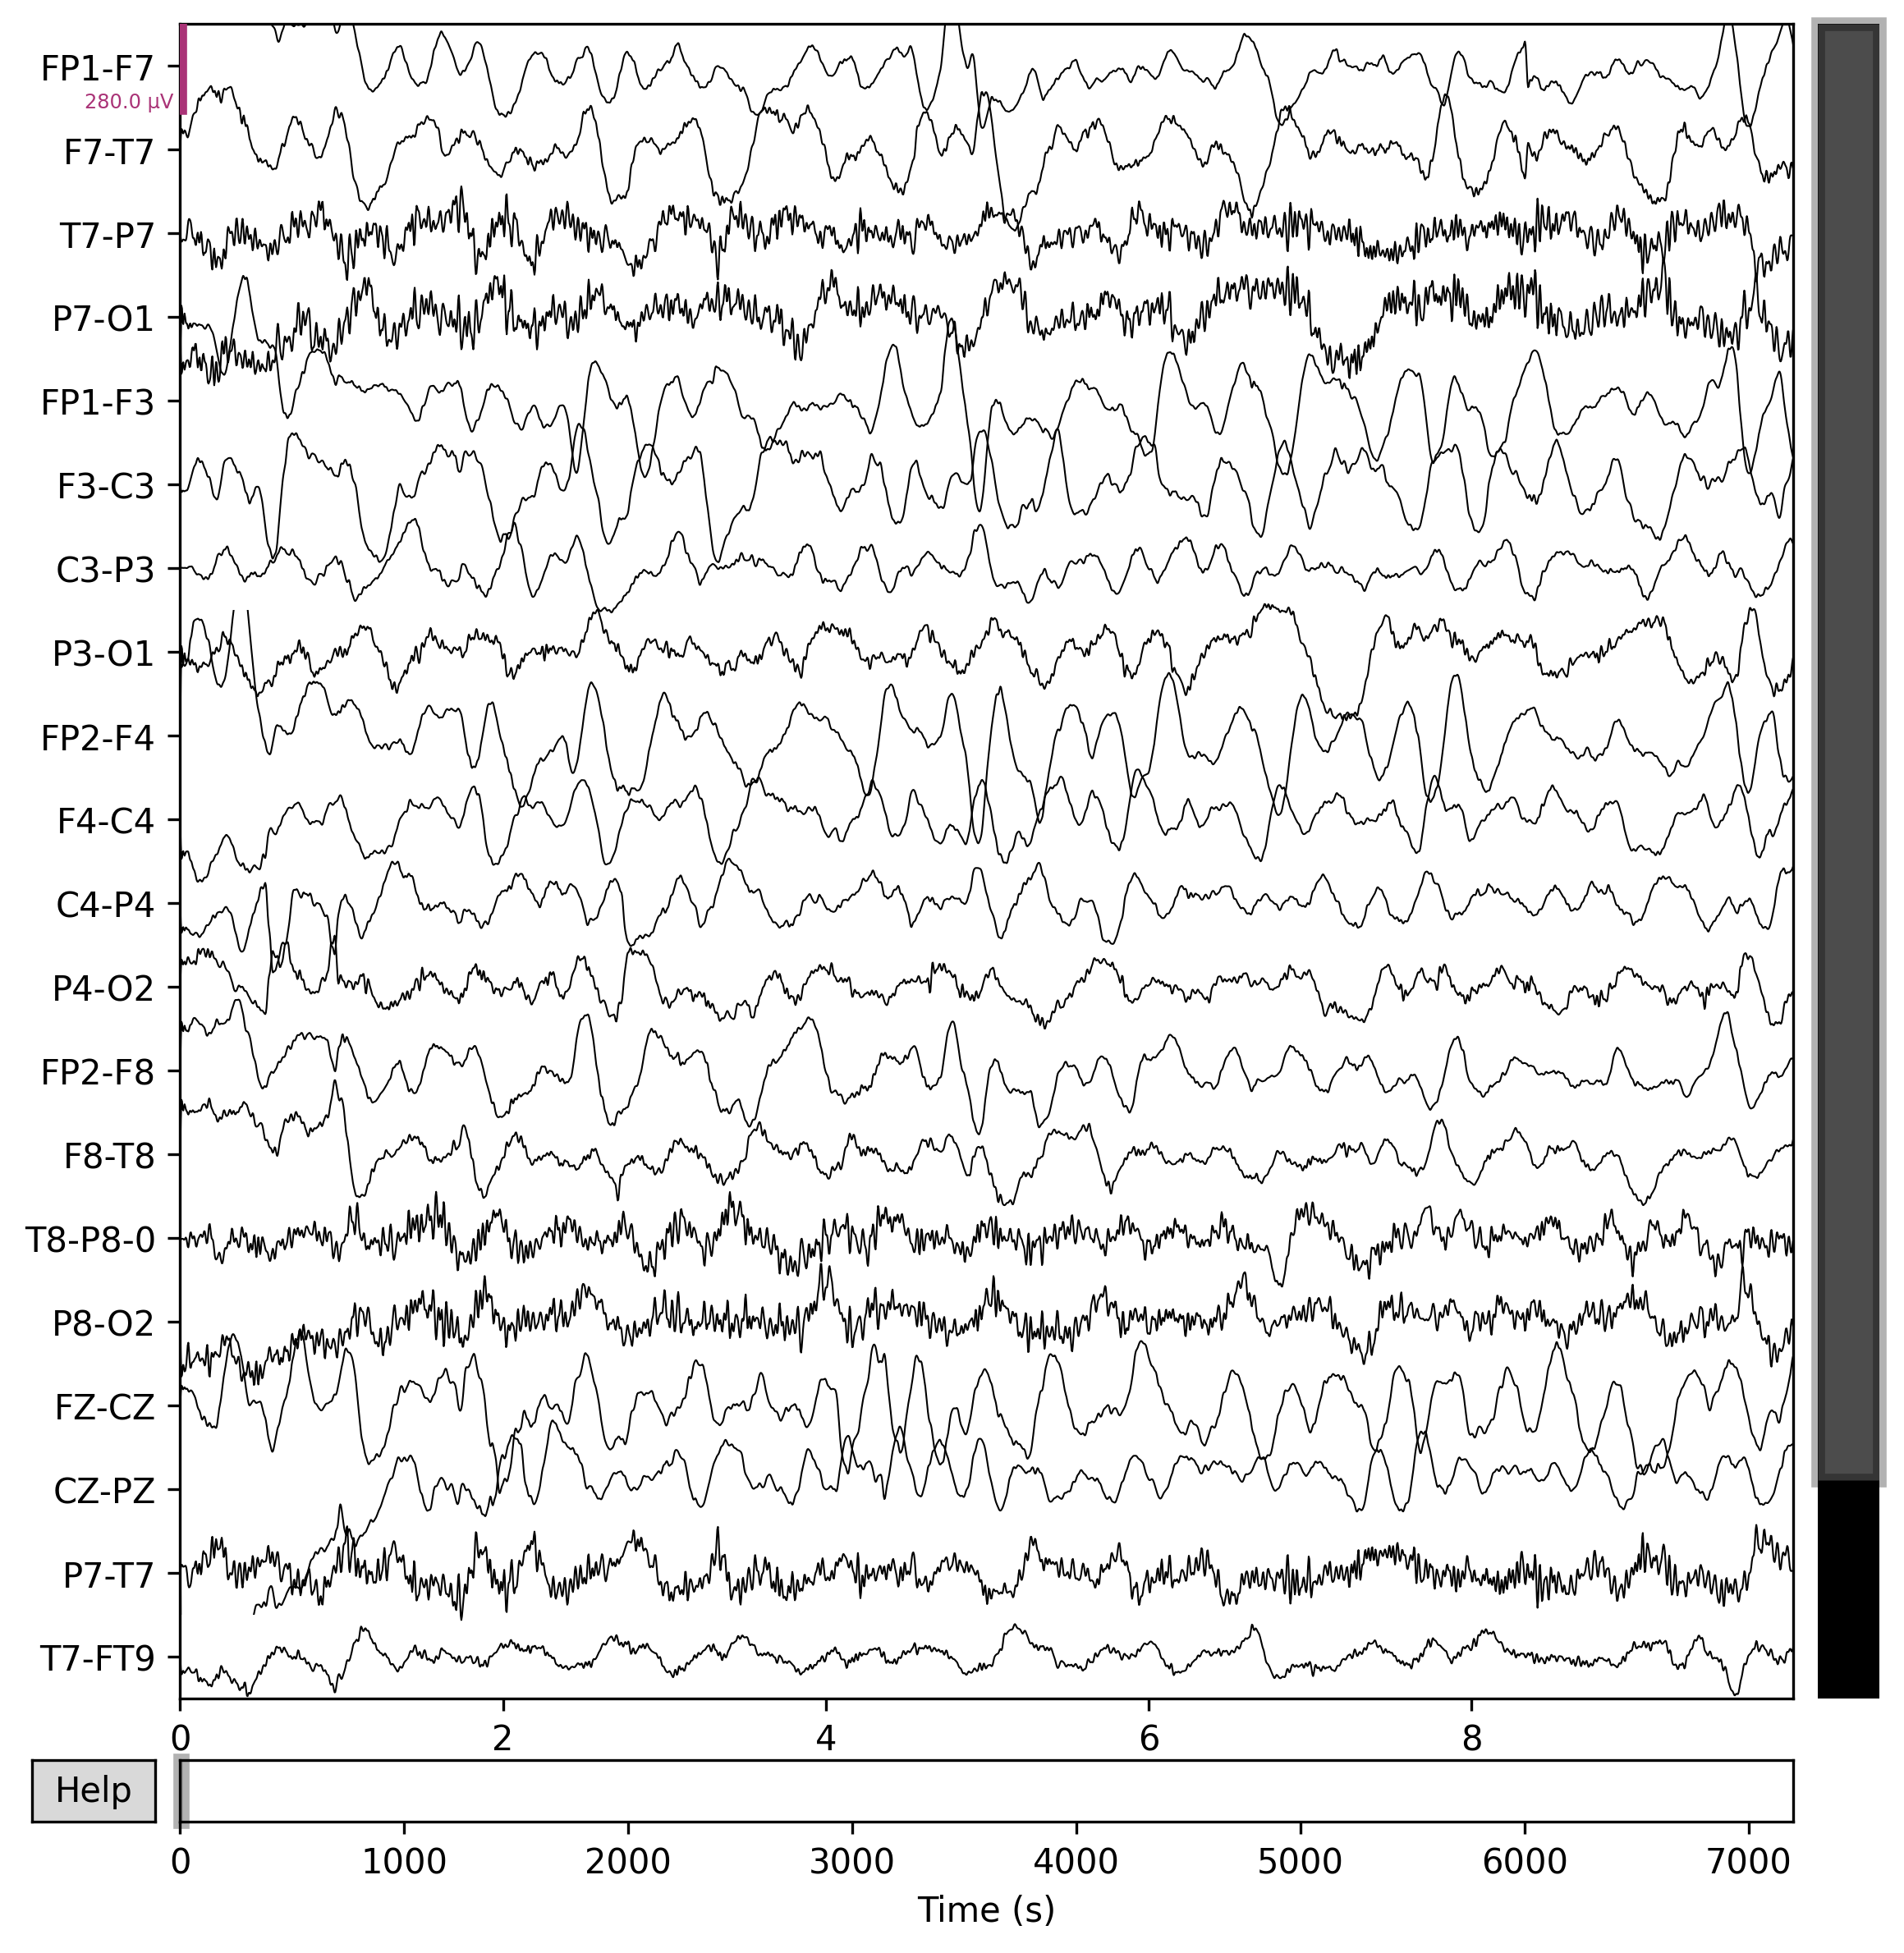 FP1-F7
280.0 µV
F7-T7
T7-P7
P7-O1
FP1-F3
F3-C3
C3-P3
P3-O1
FP2-F4
F4-C4
C4-P4
P4-O2
FP2-F8
F8-T8
T8-P8-0
P8-O2
FZ-CZ
CZ-PZ
P7-T7
T7-FT9
0 2 4 6 8
Help
0 1000 2000 3000 4000 5000 6000 7000
Time (s)